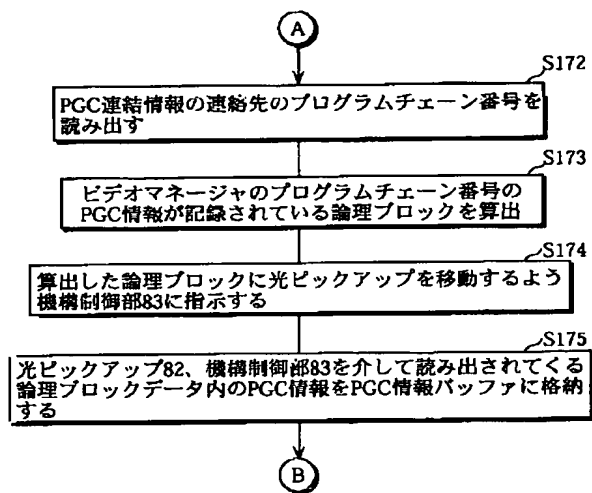 A
S172
PGC連結情報の連絡先のプログラムチェーン番号を
読み出す
S173
ビデオマネージャのプログラムチェーン番号の
PGC情報が記録されている論理ブロックを算出
S174
算出した論理ブロックに光ピックアップを移動するよう
機構制御部83に指示する
S175
光ピックアップ82、機構制御部83を介して読み出されてくる
論理ブロックデータ内のPGC情報をPGC情報バッファに格納
する
B